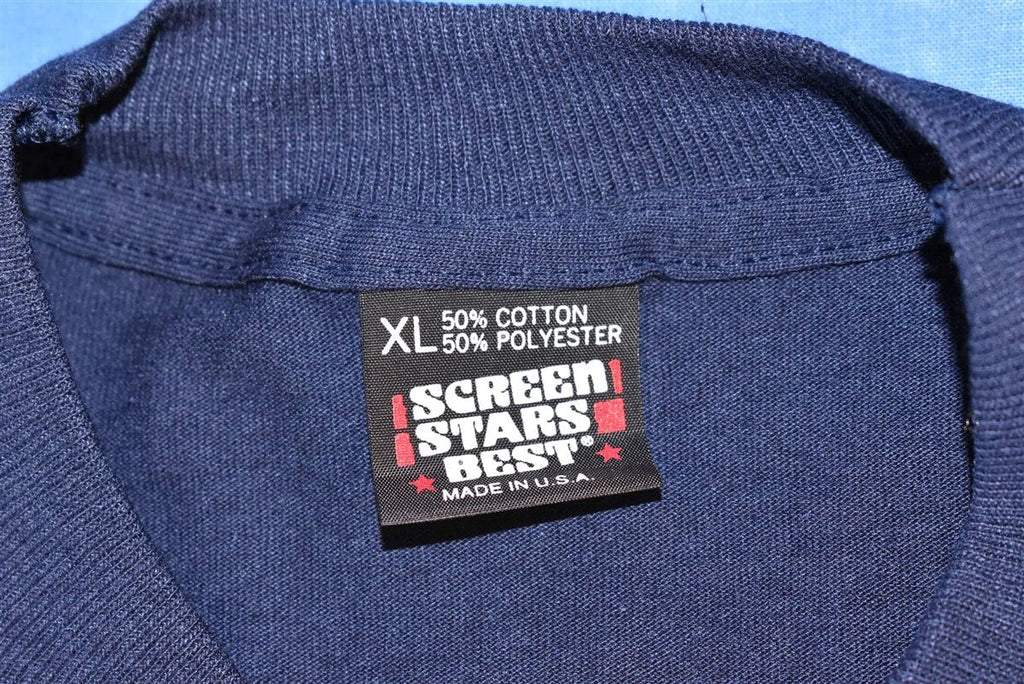 XL 50% COTTON
50% POLYESTER
SCREEN
STARS
BEST®
MADE IN U.S.A.